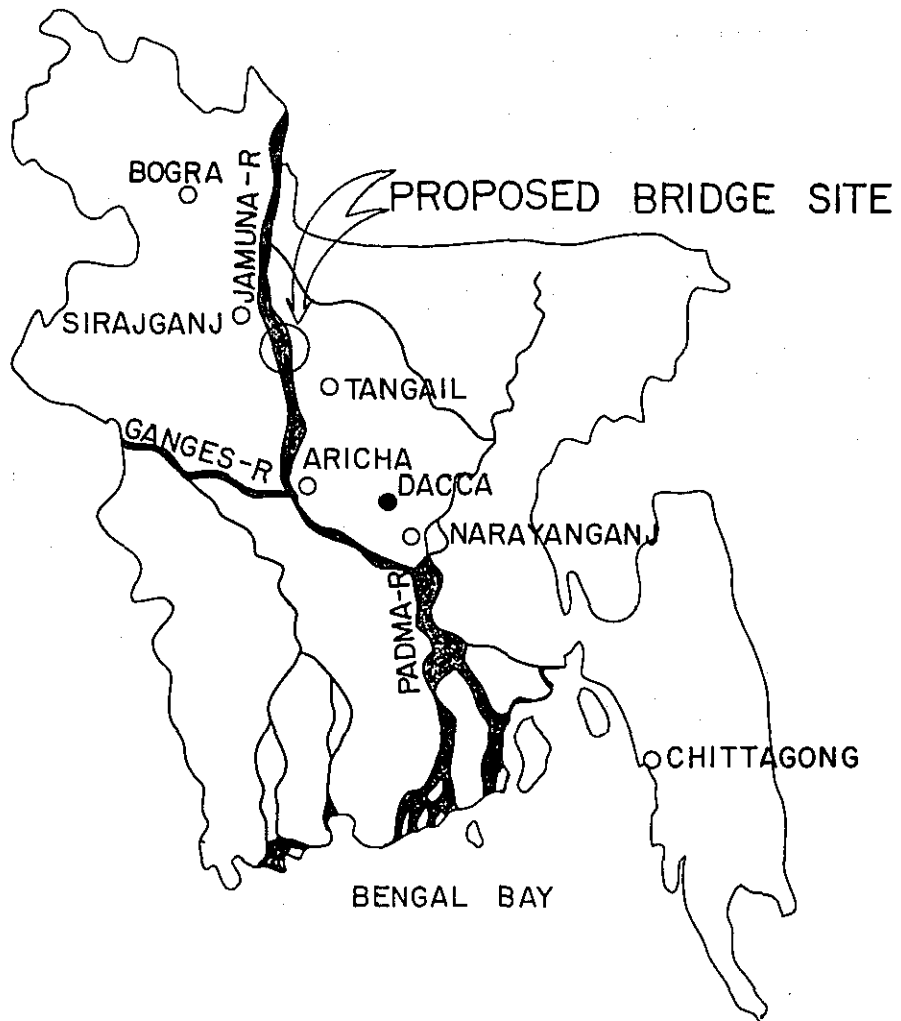 BOGRA
JAMUNA-R
PROPOSED BRIDGE SITE
SIRAJGANJ
TANGAIL
GANGES-R
ARICHA
DACCA
NARAYANGANJ
PADMA-R
CHITTAGONG
BENGAL BAY